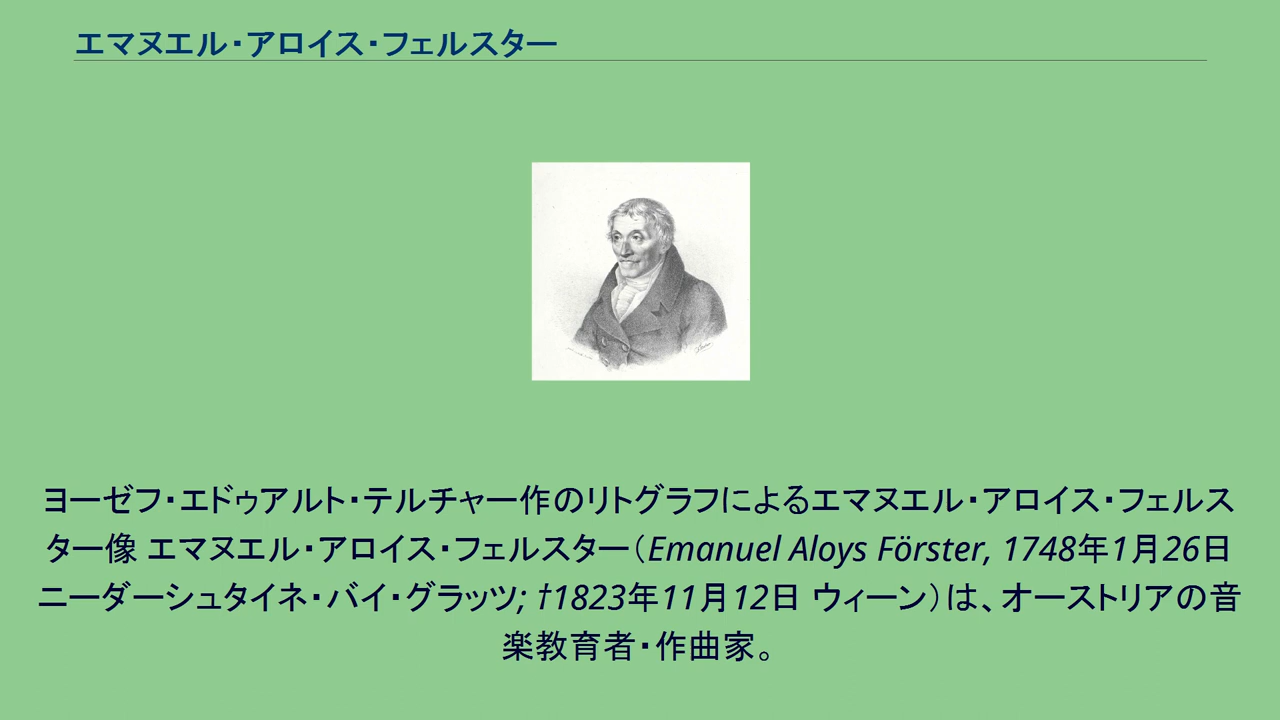 エマヌエル・アロイス・フェルスター
ヨーゼフ・エドゥアルト・テルチャー作のリトグラフによるエマヌエル・アロイス・フェルス
ター像 エマヌエル・アロイス・フェルスター（Emanuel Aloys Förster, 1748年1月26日
ニーダーシュタイネ・バイ・グラッツ; †1823年11月12日 ウィーン）は、オーストリアの音
楽教育者・作曲家。